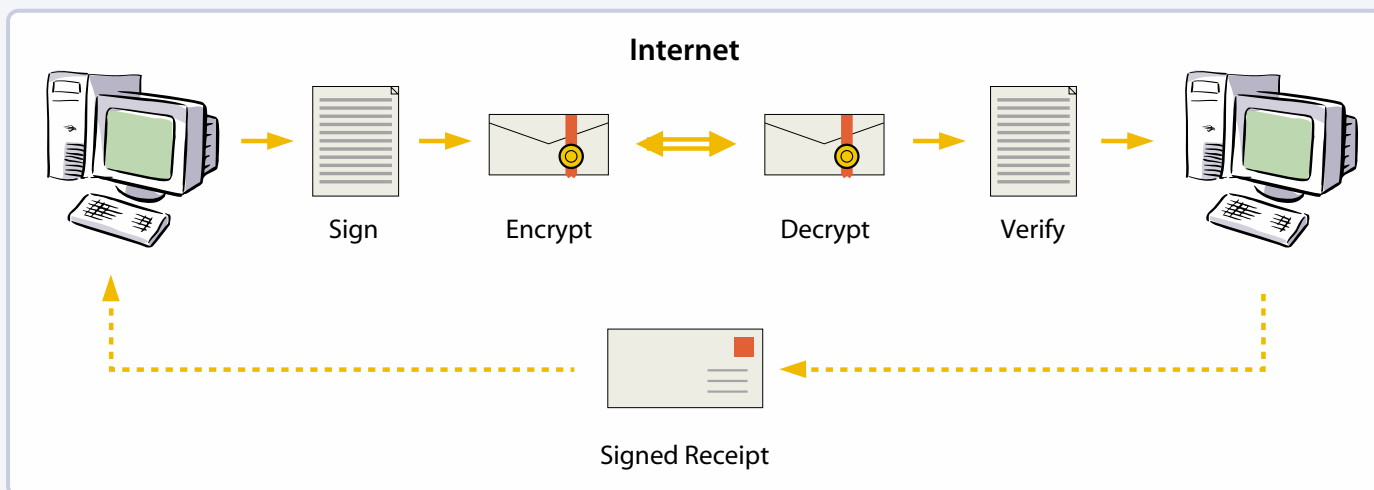 Internet
Sign
Encrypt
Decrypt
Verify
Signed Receipt